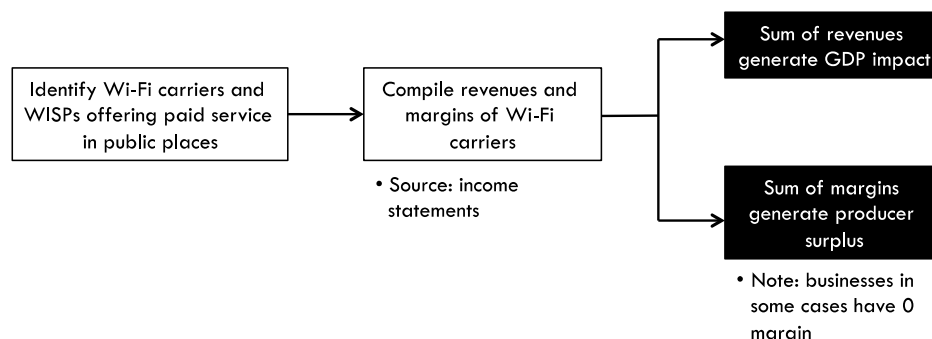 Identify Wi-Fi carriers and
WISPs offering paid service
in public places
Compile revenues and
margins of Wi-Fi
carriers
• Source: income
statements
Sum of revenues
generate GDP impact
Sum of margins
generate producer
surplus
• Note: businesses in
some cases have 0
margin